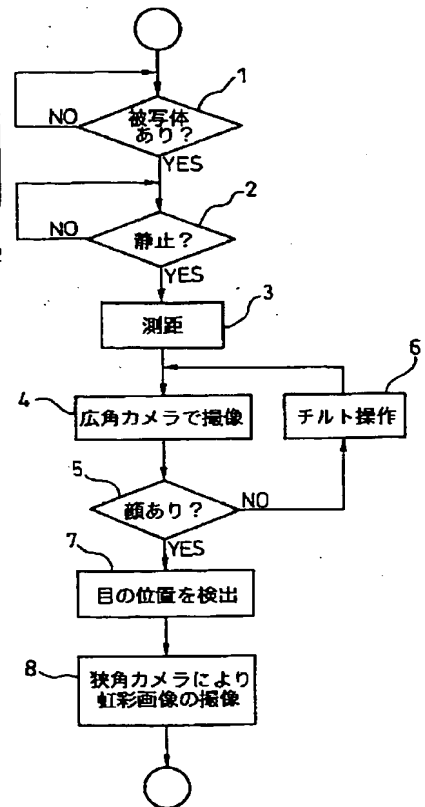 1
被写体
あり?
NO
YES
2
静止?
NO
YES
3
測距
6
4
広角カメラで撮像
チルト操作
5
顔あり?
NO
YES
7
目の位置を検出
8
狭角カメラにより
虹彩画像の撮像